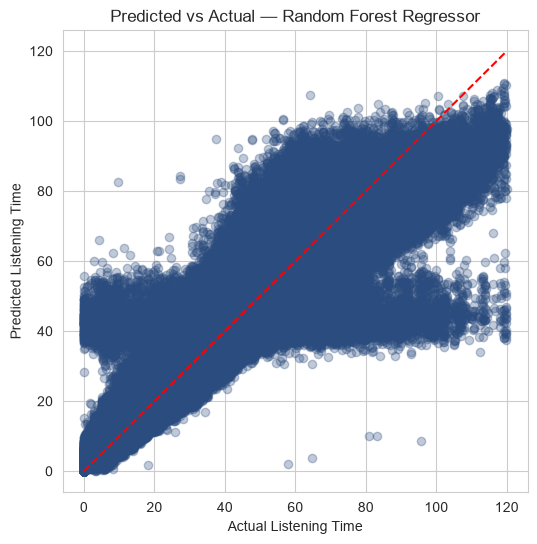 Predicted vs Actual — Random Forest Regressor
120
100
80
60
40
20
0
Predicted Listening Time
0 20 40 60 80 100 120
Actual Listening Time